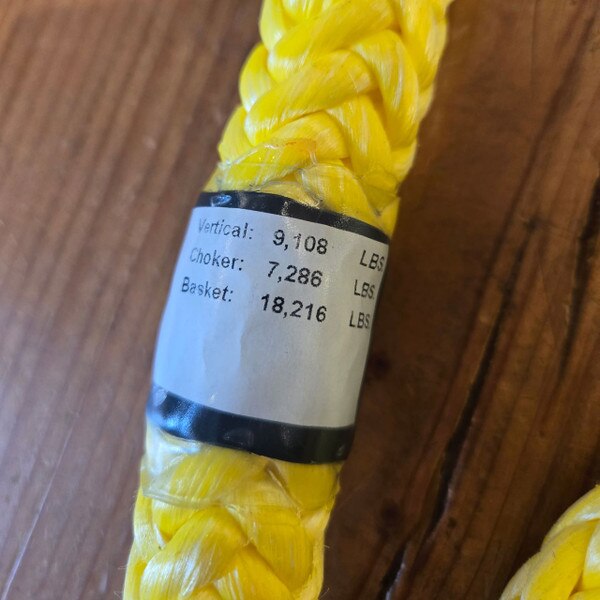 Vertical: 9,108 LBS.
Choker: 7,286 LBS.
Basket: 18,216 LBS.